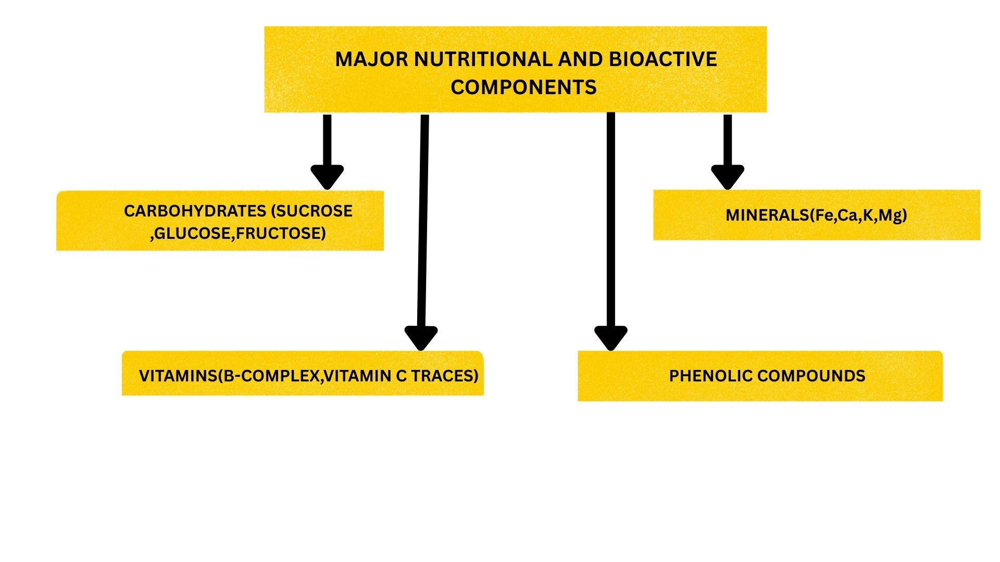 MAJOR NUTRITIONAL AND BIOACTIVE
COMPONENTS
CARBOHYDRATES (SUCROSE
,GLUCOSE,FRUCTOSE)
MINERALS(Fe,Ca,K,Mg)
VITAMINS(B-COMPLEX,VITAMIN C TRACES)
PHENOLIC COMPOUNDS